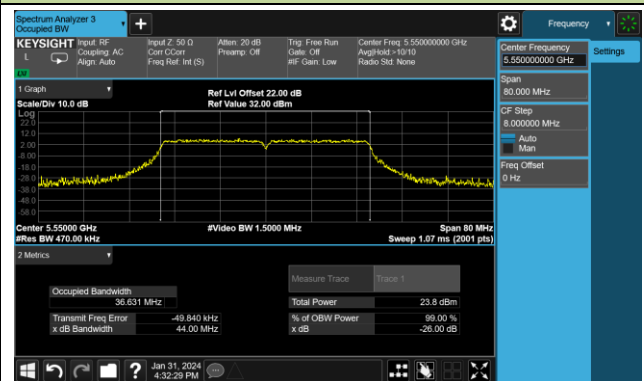 Spectrum Analyzer 3
Occupied BW
Frequency
KEYSIGHT
L
Input: RF
Coupling: AC
Align: Auto
Input Z: 50 Ω
Corr CCorr
Freq Ref: Int (S)
Atten: 20 dB
Preamp: Off
Trig: Free Run
Gate: Off
#IF Gain: Low
Center Freq: 5.550000000 GHz
Avg|Hold:>10/10
Radio Std: None
Center Frequency
5.550000000 GHz
Settings
Span
80.000 MHz
CF Step
8.000000 MHz
Auto
Man
Freq Offset
0 Hz
1 Graph
Scale/Div 10.0 dB
Ref Lvl Offset 22.00 dB
Ref Value 32.00 dBm
Log
22.0
12.0
2.00
-8.00
-18.0
-28.0
-38.0
-48.0
-58.0
Center 5.55000 GHz
#Video BW 1.5000 MHz
Span 80 MHz
#Res BW 470.00 kHz
Sweep 1.07 ms (2001 pts)
2 Metrics
Measure Trace
Trace 1
Occupied Bandwidth
36.631 MHz
Total Power
23.8 dBm
Transmit Freq Error
-49.840 kHz
% of OBW Power
99.00 %
x dB Bandwidth
44.00 MHz
x dB
-26.00 dB
Jan 31, 2024
4:32:29 PM